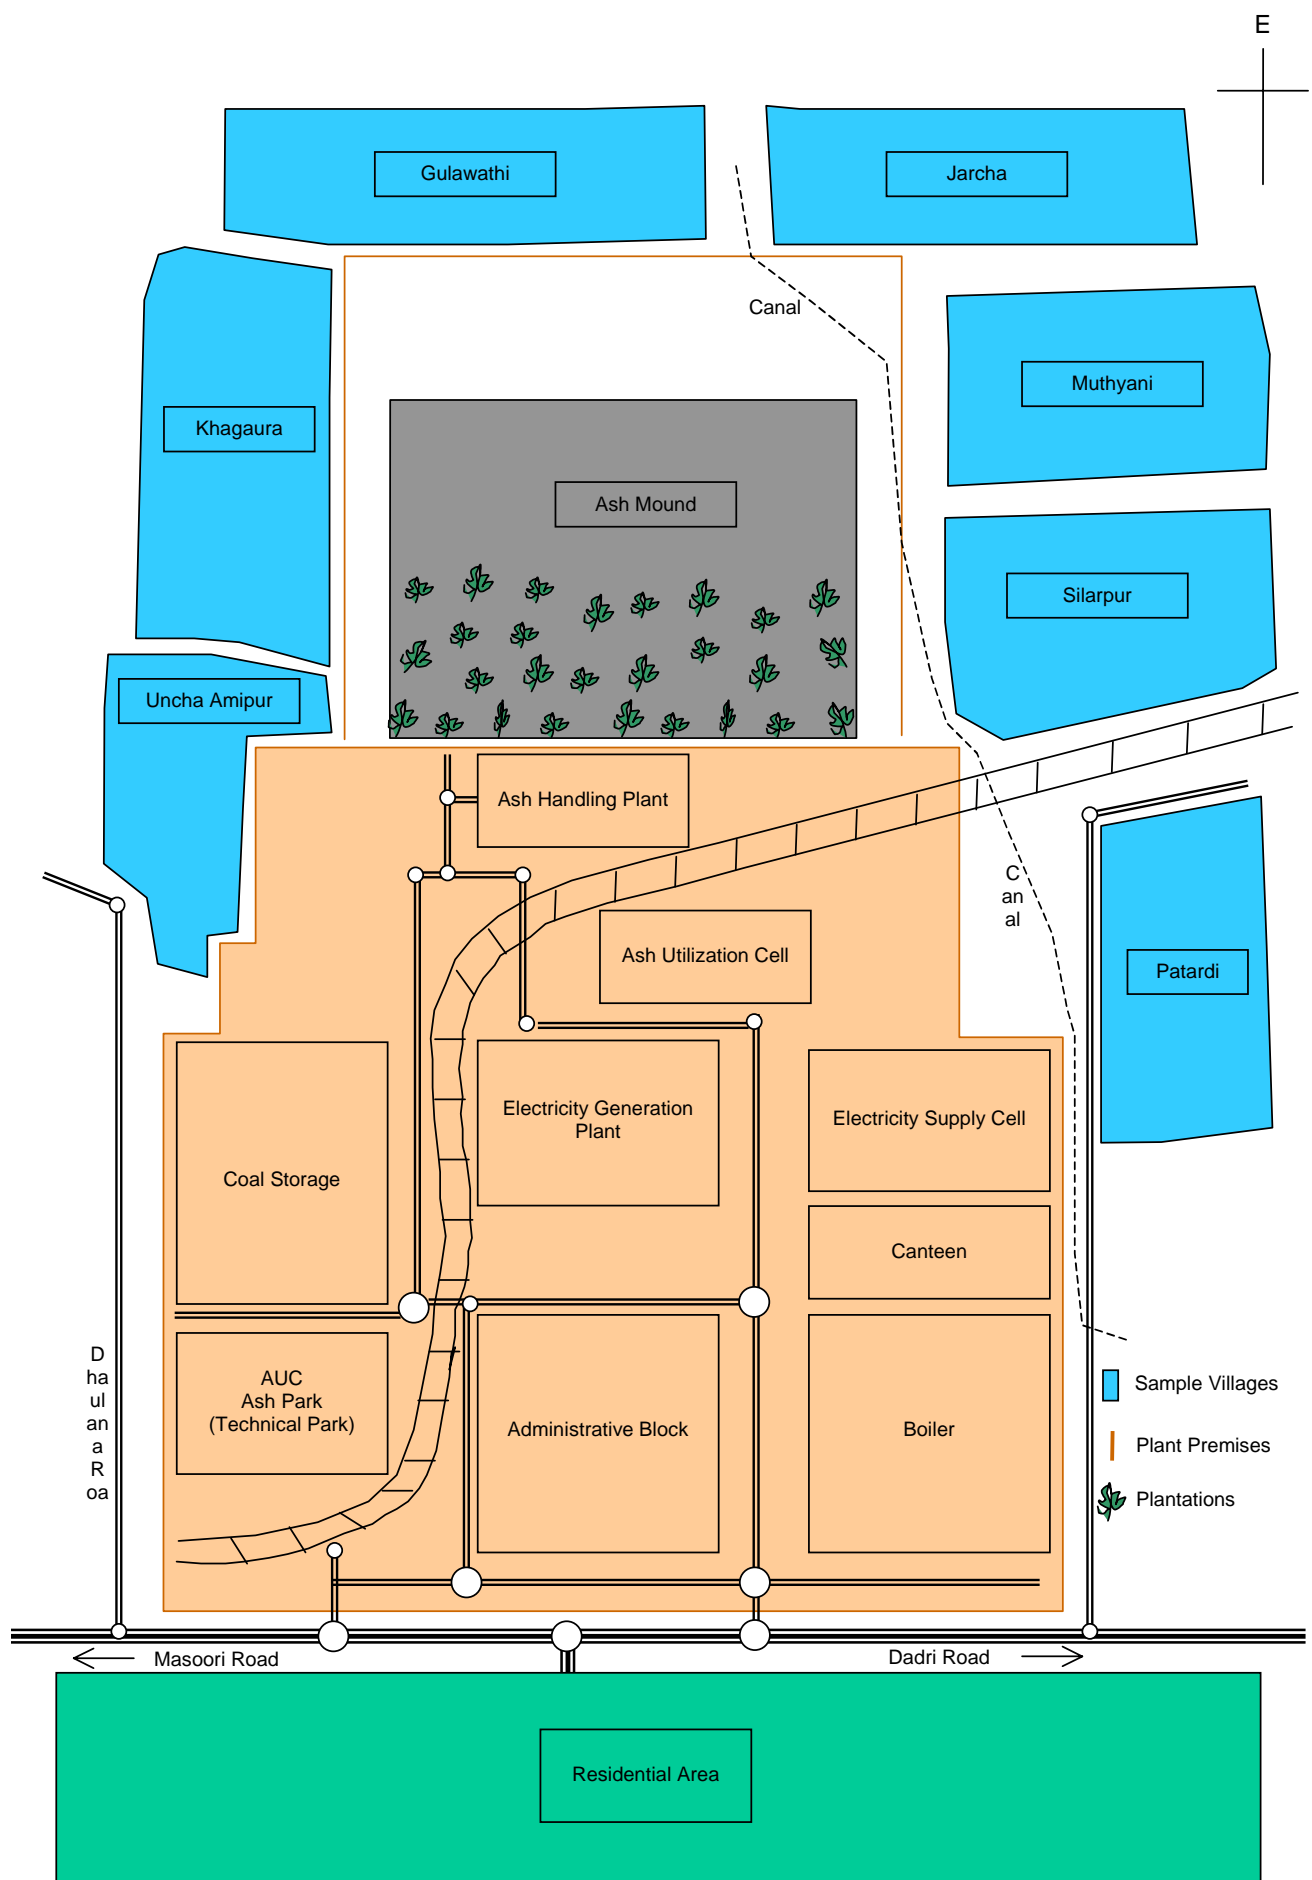 E
Gulawathi
Jarcha
Canal
Muthyani
Khagaura
Ash Mound
Silarpur
Uncha Amipur
Ash Handling Plant
C
an
al
Ash Utilization Cell
Patardi
Electricity Generation
Plant
Electricity Supply Cell
Coal Storage
Canteen
D
ha
ul
an
a
R
oa
AUC
Ash Park
(Technical Park)
Administrative Block
Boiler
Sample Villages
Plant Premises
Plantations
Masoori Road
Dadri Road
Residential Area